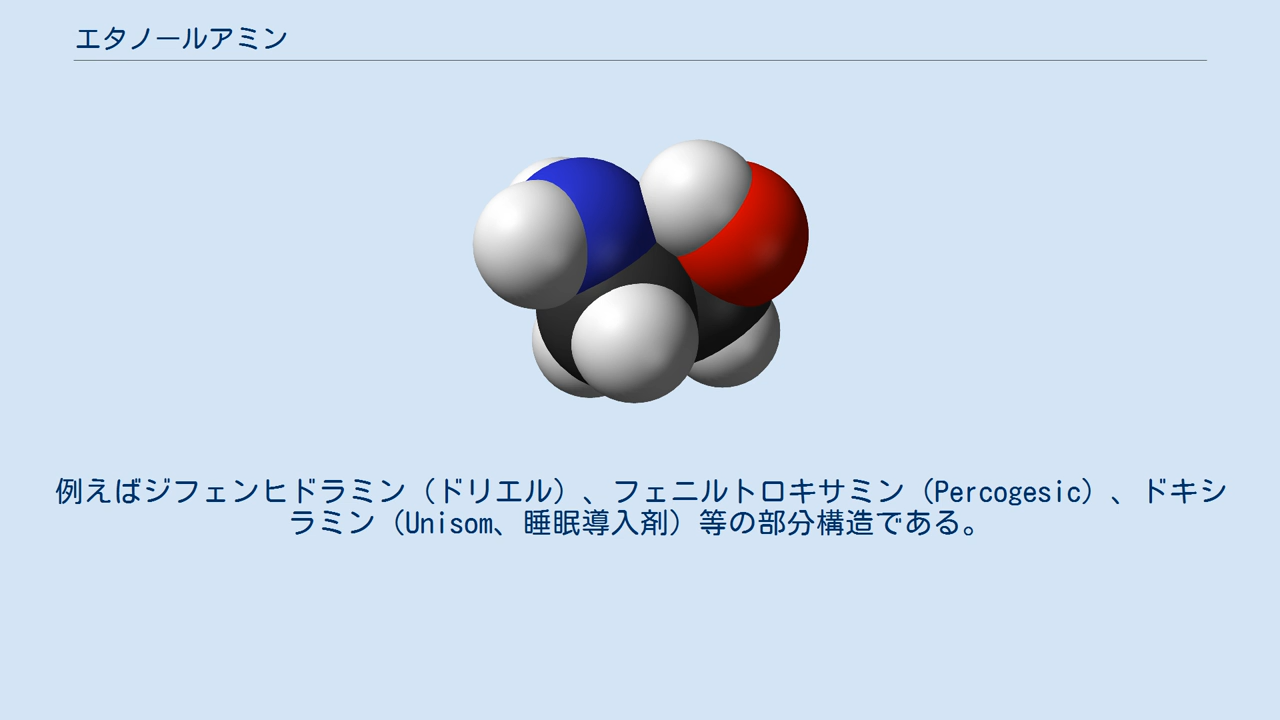 エタノールアミン
例えばジフェンヒドラミン（ドリエル）、フェニルトロキサミン（Percogesic）、ドキシ
ラミン（Unisom、睡眠導入剤）等の部分構造である。